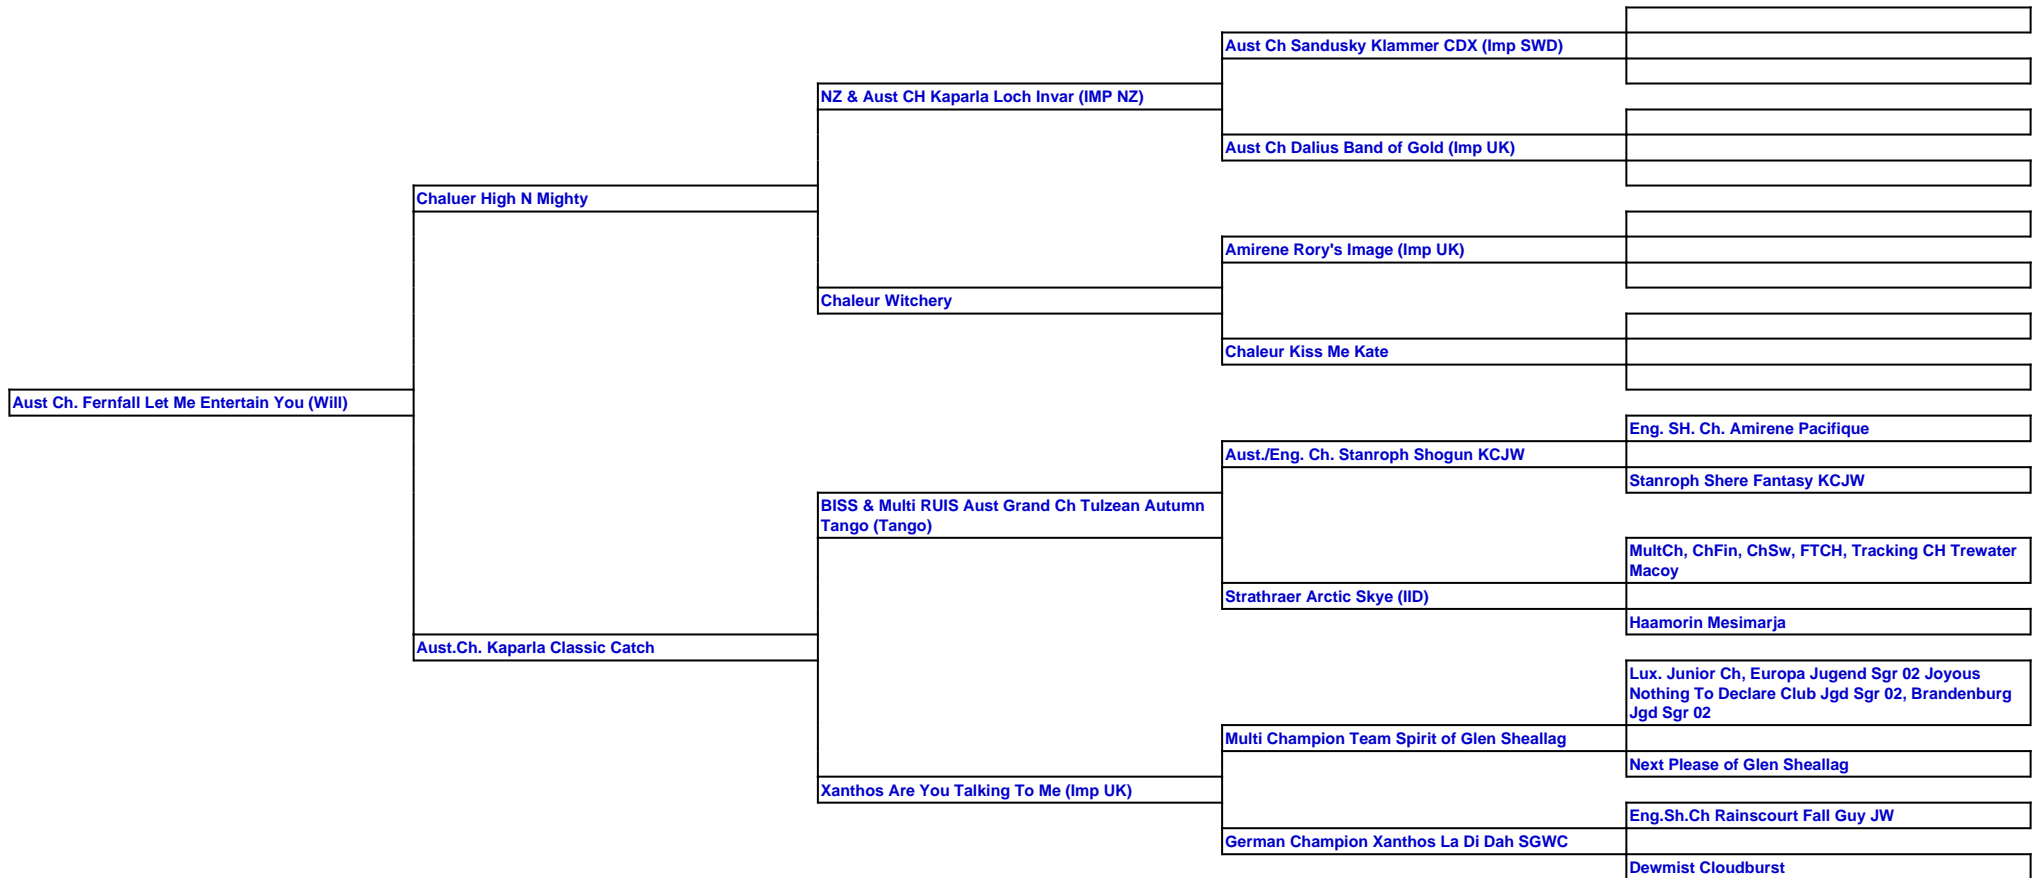 Aust Ch Sandusky Klammer CDX (Imp SWD)
NZ & Aust CH Kaparla Loch Invar (IMP NZ)
Aust Ch Dalius Band of Gold (Imp UK)
Chaluer High N Mighty
Amirene Rory's Image (Imp UK)
Chaleur Witchery
Chaleur Kiss Me Kate
Aust Ch. Fernfall Let Me Entertain You (Will)
Eng. SH. Ch. Amirene Pacifique
Aust./Eng. Ch. Stanroph Shogun KCJW
Stanroph Shere Fantasy KCJW
BISS & Multi RUIS Aust Grand Ch Tulzean Autumn
Tango (Tango)
MultCh, ChFin, ChSw, FTCH, Tracking CH Trewater
Macoy
Strathraer Arctic Skye (IID)
Haamorin Mesimarja
Aust.Ch. Kaparla Classic Catch
Lux. Junior Ch, Europa Jugend Sgr 02 Joyous
Nothing To Declare Club Jgd Sgr 02, Brandenburg
Jgd Sgr 02
Multi Champion Team Spirit of Glen Sheallag
Next Please of Glen Sheallag
Xanthos Are You Talking To Me (Imp UK)
Eng.Sh.Ch Rainscourt Fall Guy JW
German Champion Xanthos La Di Dah SGWC
Dewmist Cloudburst